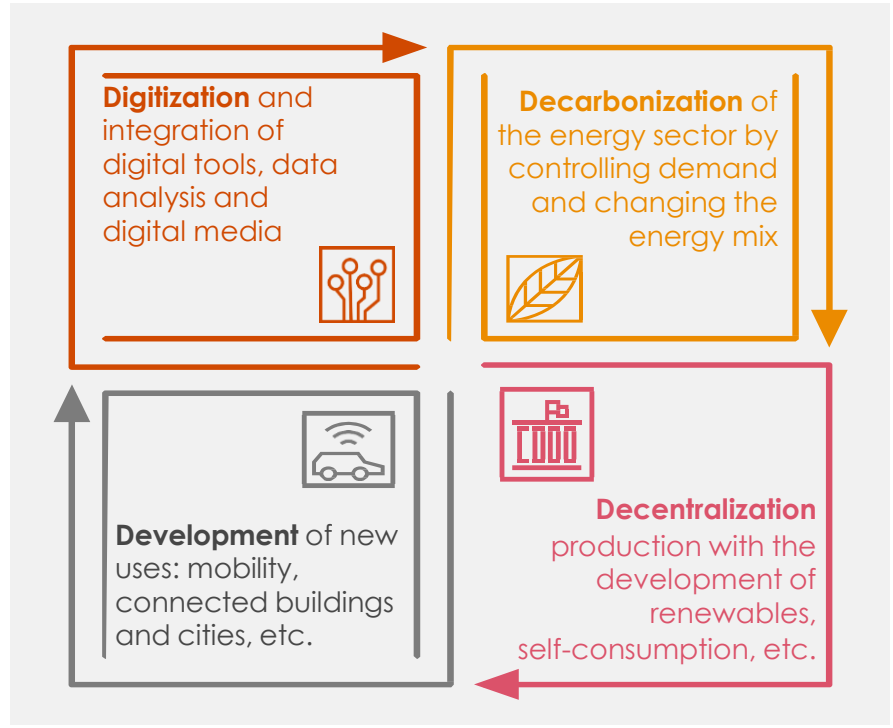 Digitization and
integration of
digital tools, data
analysis and
digital media
Decarbonization of
the energy sector by
controlling demand
and changing the
energy mix
Development of new
uses: mobility,
connected buildings
and cities, etc.
Decentralization
production with the
development of
renewables,
self-consumption, etc.